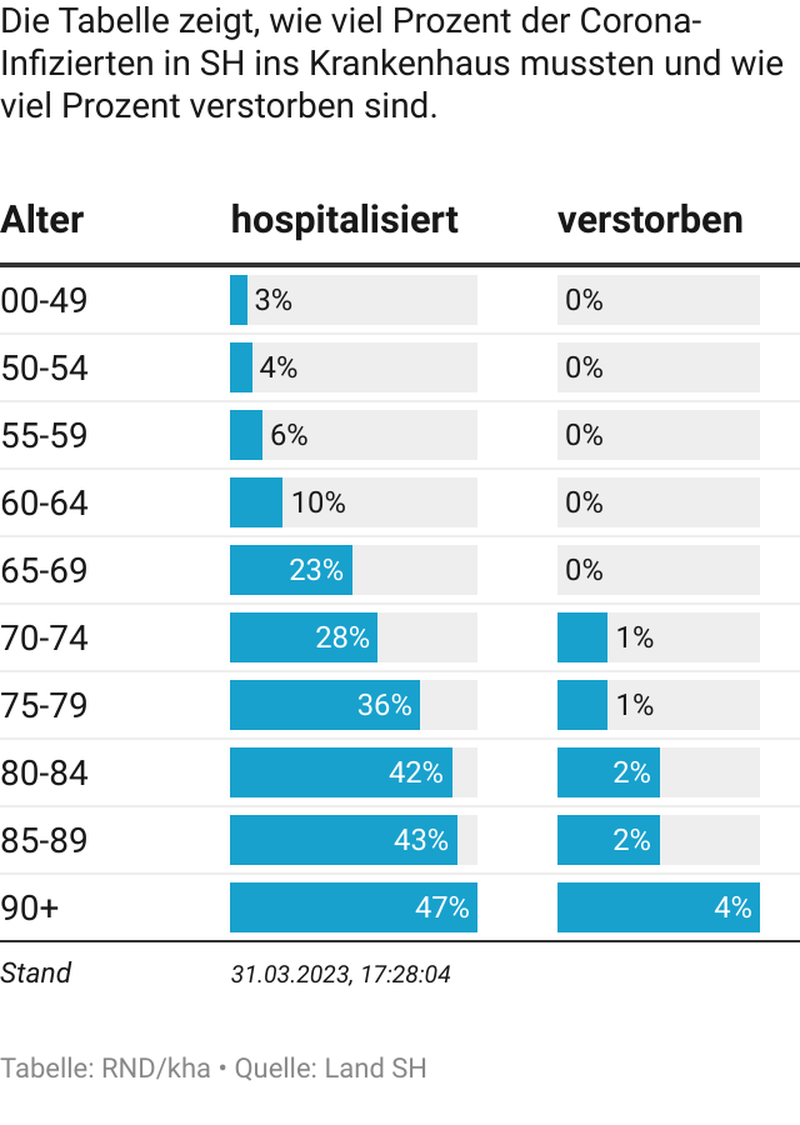 Die Tabelle zeigt, wie viel Prozent der Corona-
Infizierten in SH ins Krankenhaus mussten und wie
viel Prozent verstorben sind.
Alter hospitalisiert verstorben
00-49 3% 0%
50-54 4% 0%
55-59 6% 0%
60-64 10% 0%
65-69 23% 0%
70-74 28% 1%
75-79 36% 1%
80-84 42% 2%
85-89 43% 2%
90+ 47% 4%
Stand 31.03.2023, 17:28:04
Tabelle: RND/kha • Quelle: Land SH